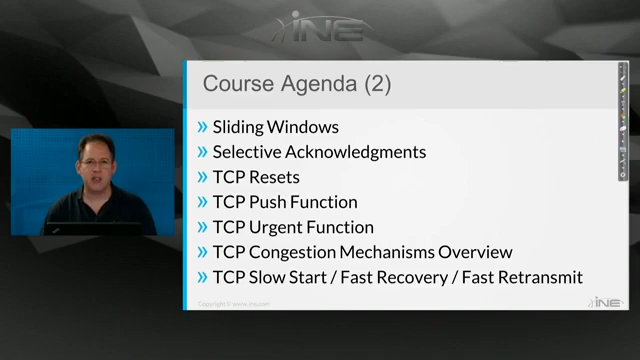 iNE
Course Agenda (2)
» Sliding Windows
» Selective Acknowledgments
» TCP Resets
» TCP Push Function
» TCP Urgent Function
» TCP Congestion Mechanisms Overview
» TCP Slow Start / Fast Recovery / Fast Retransmit
Copyright © www.ine.com
iNE